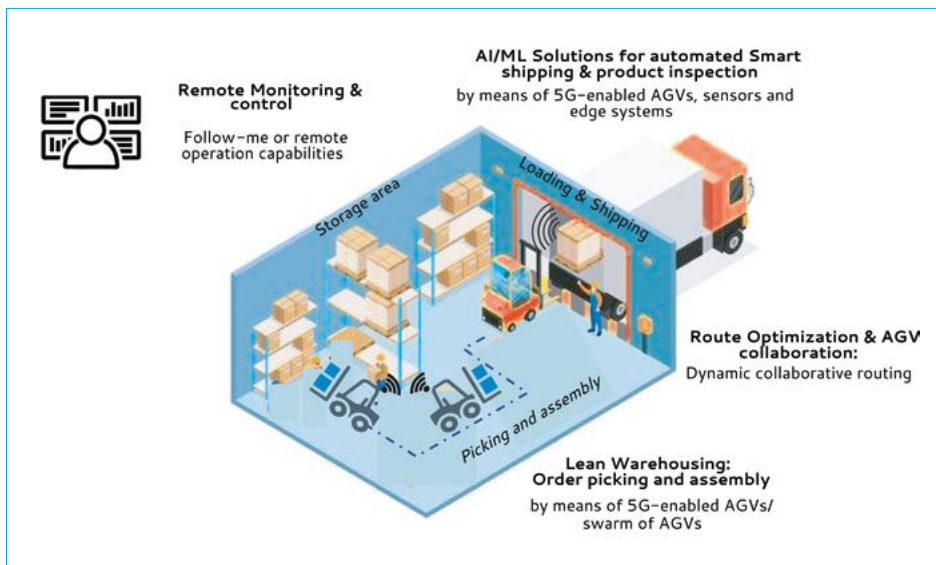 AI/ML Solutions for automated Smart
shipping & product inspection
by means of 5G-enabled AGVs, sensors and
edge systems
Remote Monitoring &
control
Follow-me or remote
operation capabilities
Storage area
Loading & Shipping
Route Optimization & AGV
collaboration:
Dynamic collaborative routing
Picking and assembly
Lean Warehousing:
Order picking and assembly
by means of 5G-enabled AGVs/
swarm of AGVs